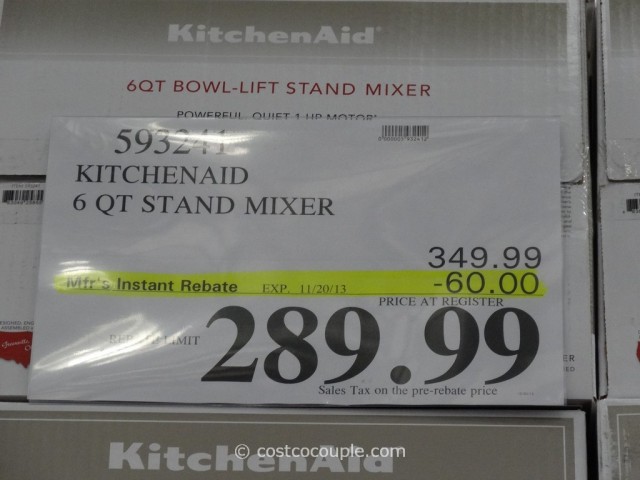 KitchenAid®
6QT BOWL-LIFT STAND MIXER
POWERFUL, QUIET 1 HP MOTOR*
593241
KITCHENAID
6 QT STAND MIXER
349.99
Mfr's Instant Rebate EXP. 11/20/13 -60.00
PRICE AT REGISTER
LIMIT
289.99
Sales Tax on the pre-rebate price
© costcocouple.com
KitchenAid